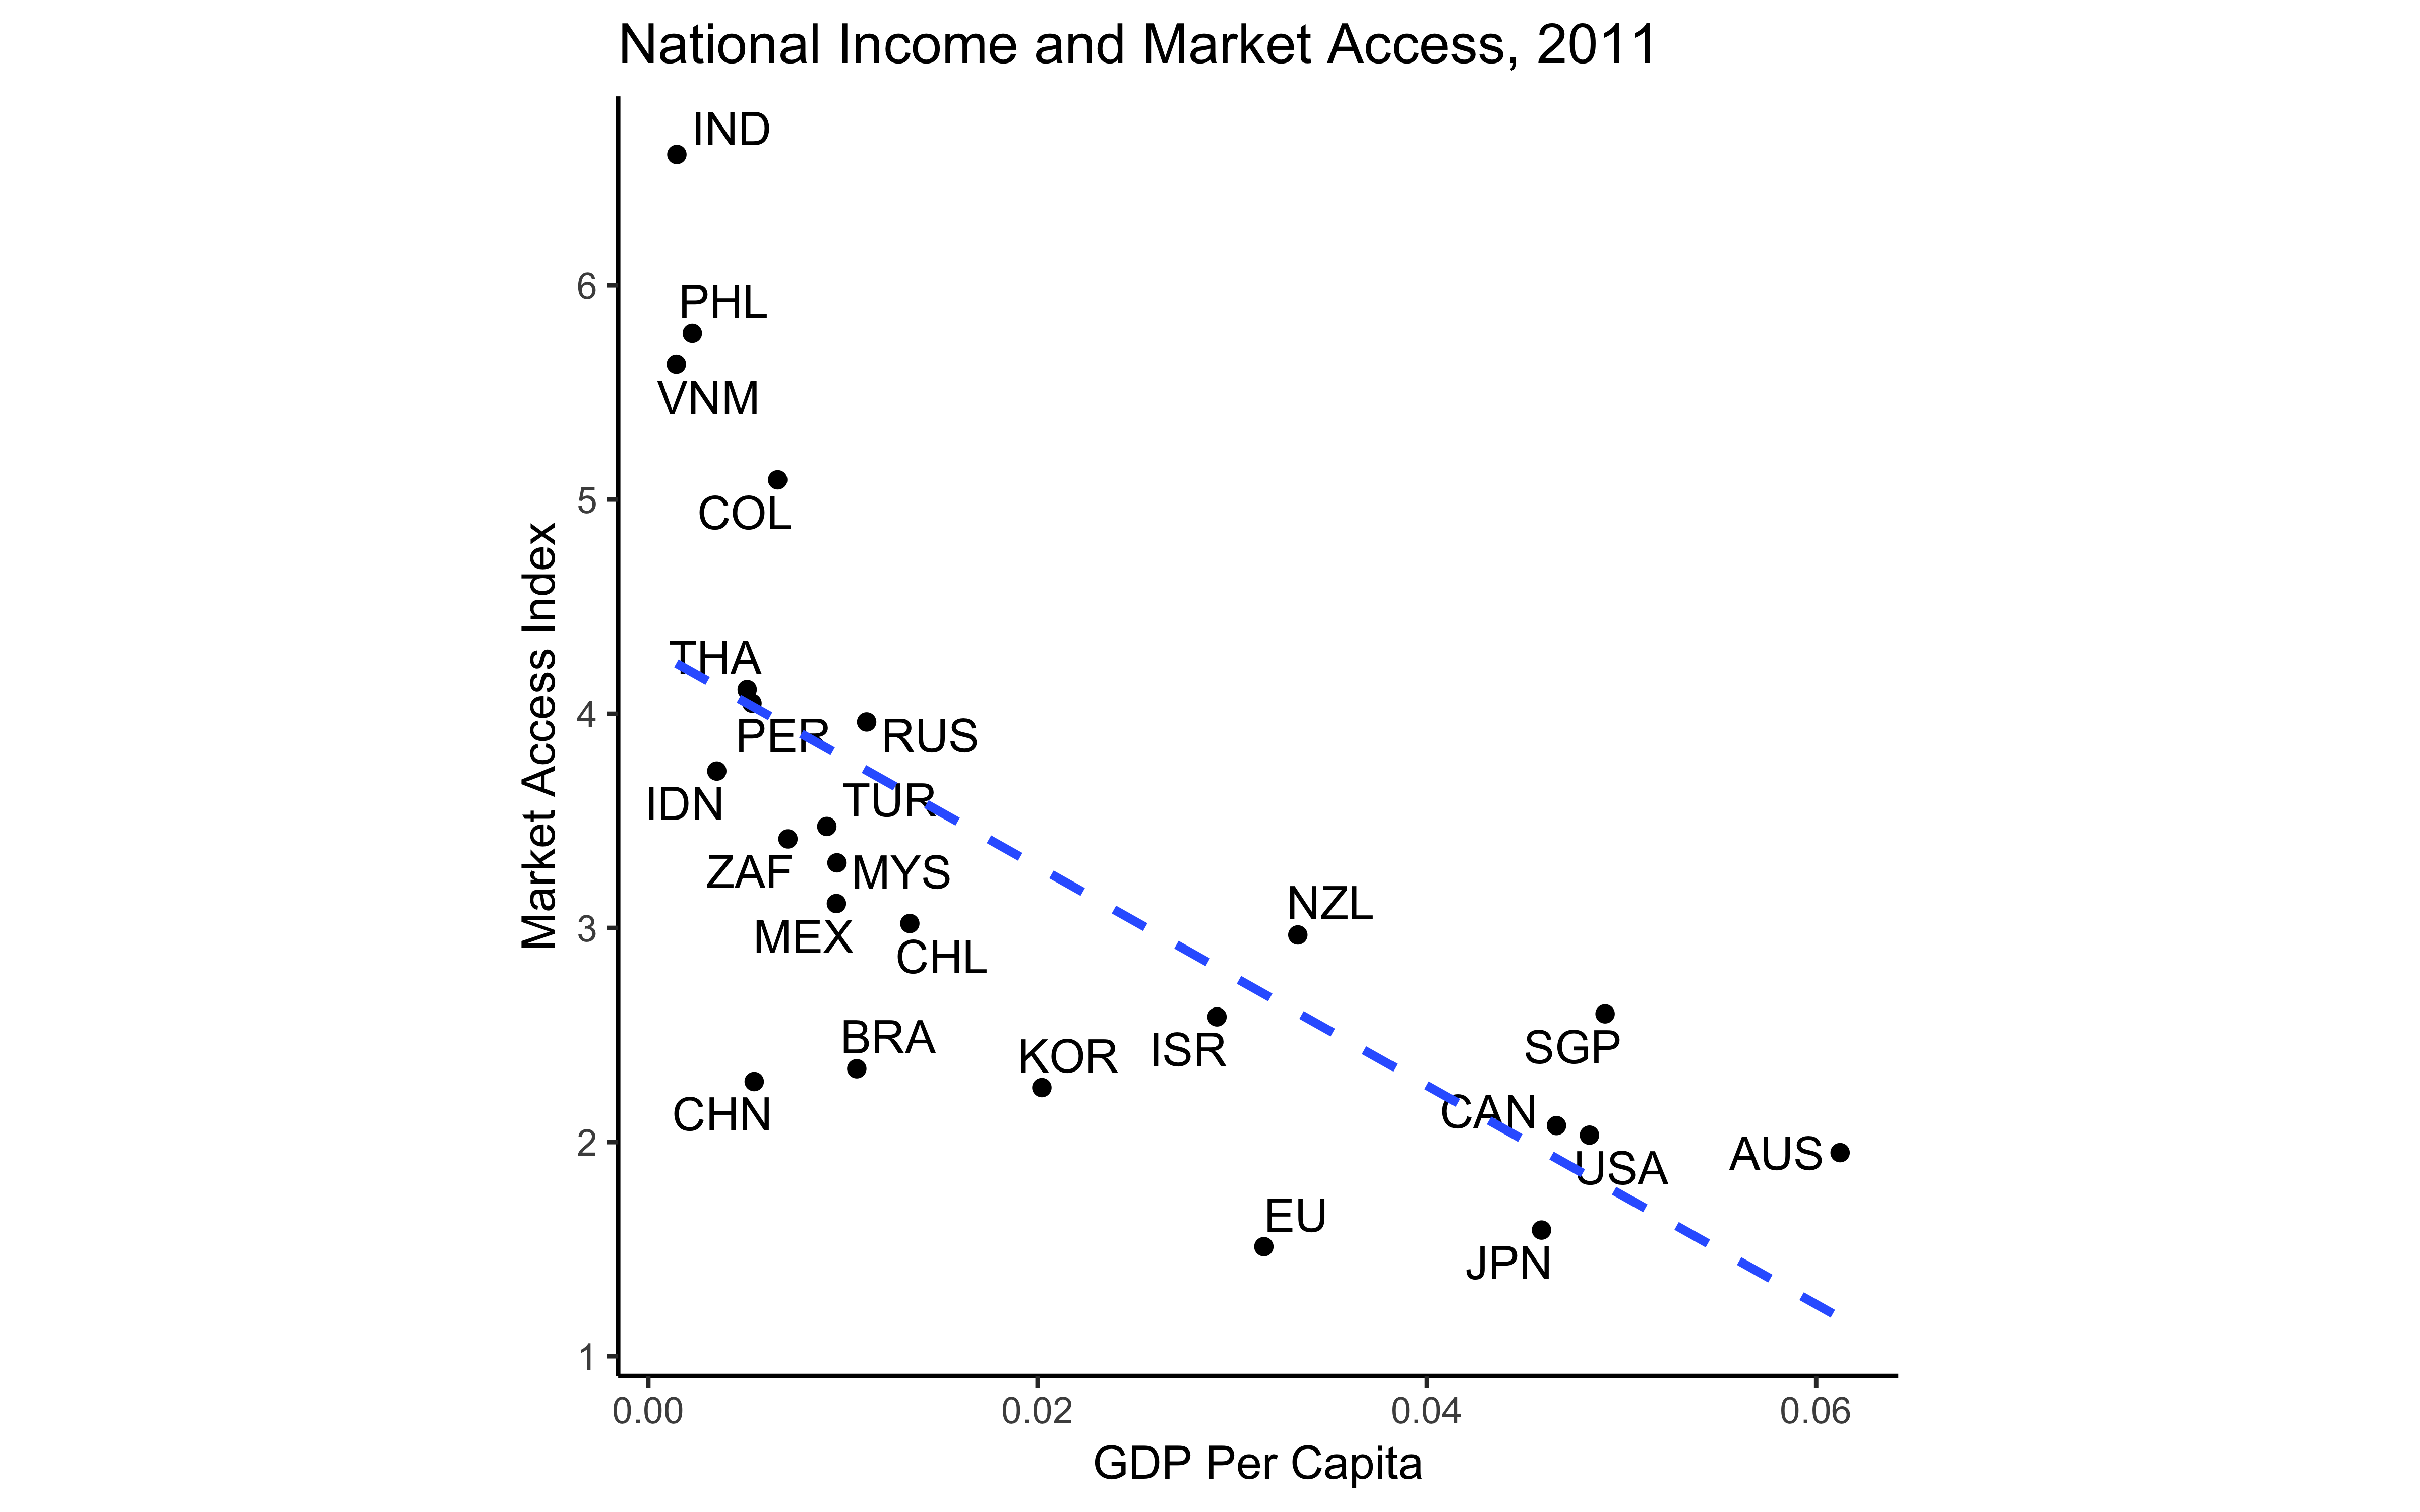 National Income and Market Access, 2011
IND
6
PHL
VNM
5
COL
Market Access Index
THA
4
PER
RUS
IDN
TUR
ZAF
MYS
3
NZL
MEX
CHL
BRA
KOR
ISR
SGP
CHN
CAN
2
USA
AUS
EU
JPN
1
0.00 0.02 0.04 0.06
GDP Per Capita